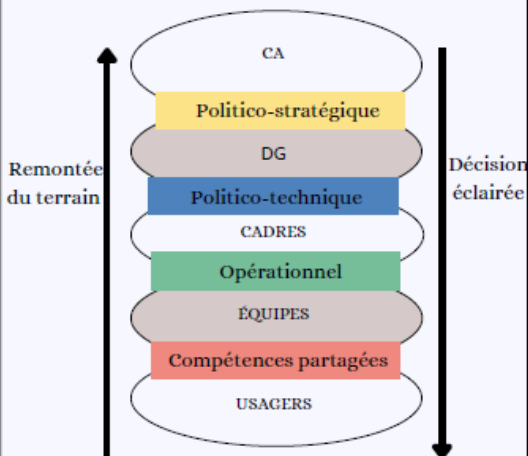 CA
Politico-stratégique
DG
Remontée
du terrain
Décision
éclairée
Politico-technique
CADRES
Opérationnel
ÉQUIPES
Compétences partagées
USAGERS